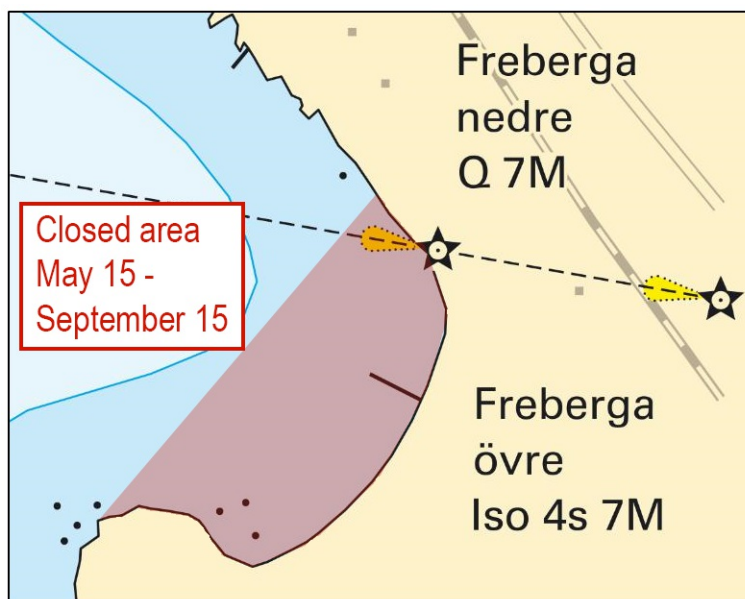 Freberga
nedre
Q 7M
Closed area
May 15 -
September 15
Freberga
övre
Iso 4s 7M